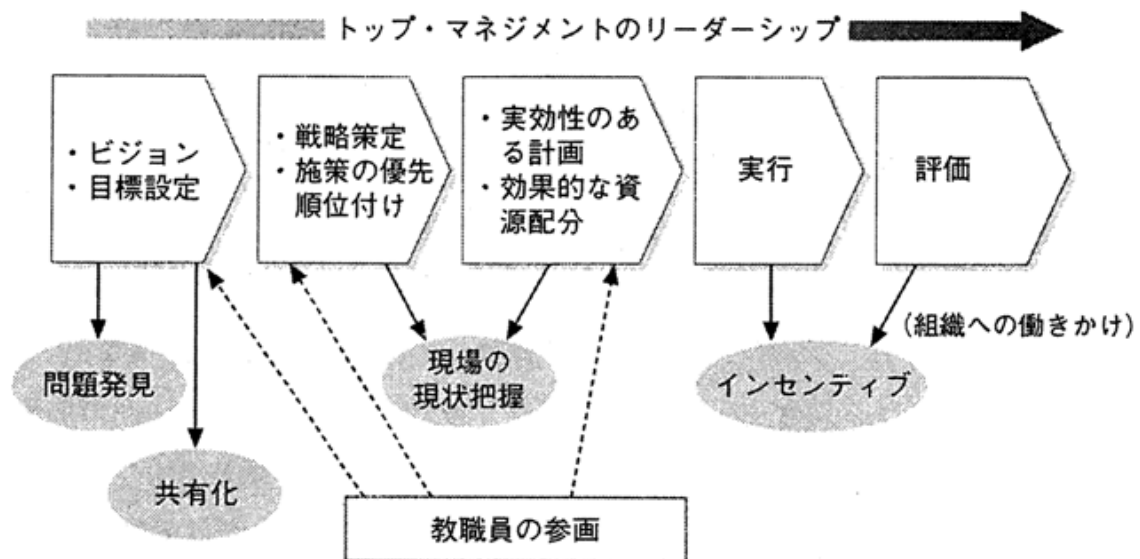 トップ・マネジメントのリーダーシップ
・ビジョン
・目標設定
・戦略策定
・施策の優先
順位付け
・実効性のあ
る計画
・効果的な資
源配分
実行
評価
(組織への働きかけ)
問題発見
現場の
現状把握
インセンティブ
共有化
教職員の参画